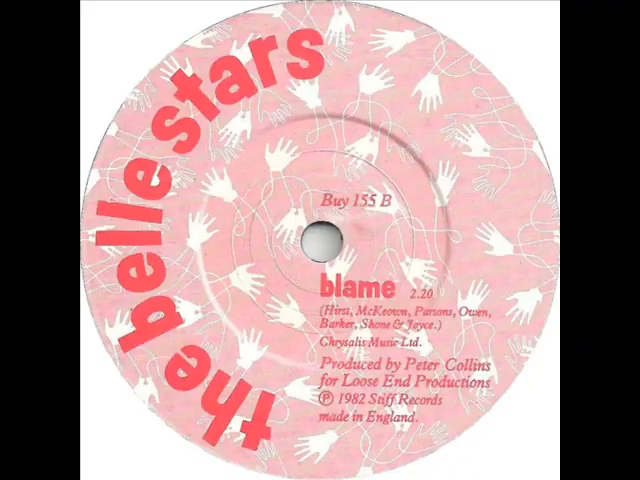 the belle stars
Buy 155 B
blame 2.20
(Hirst, McKeown, Parsons, Owen,
Barker, Shone & Joyce.)
Chrysalis Music Ltd.
Produced by Peter Collins
for Loose End Productions
℗ 1982 Stiff Records
made in England.